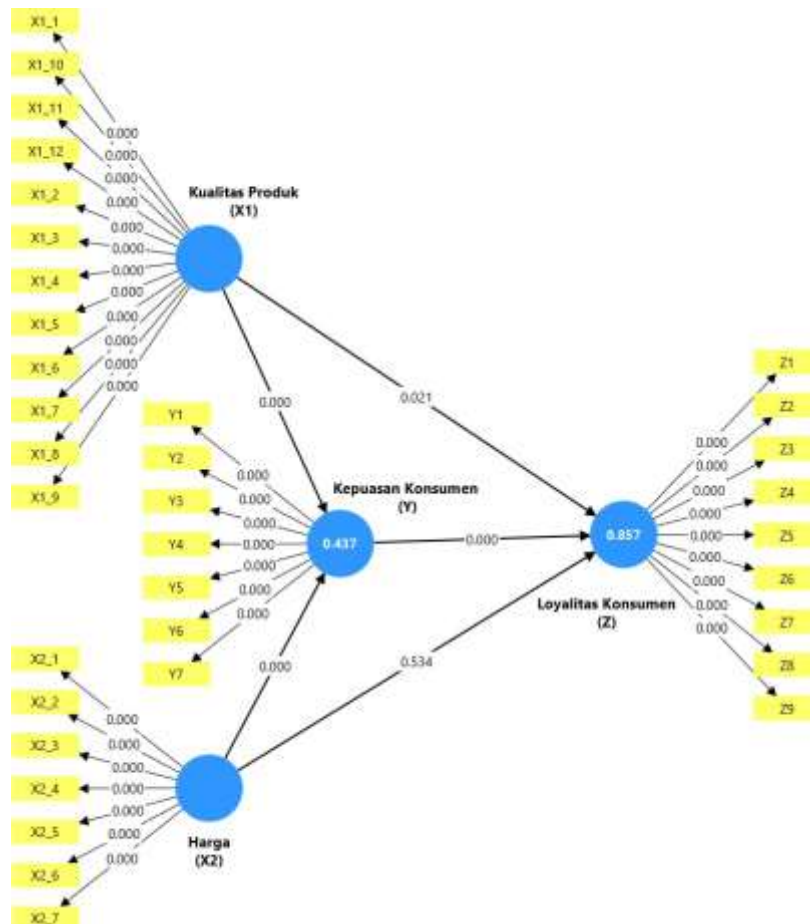 X1_1
X1_10
X1_11
X1_12
X1_2
X1_3
X1_4
X1_5
X1_6
X1_7
X1_8
X1_9
0.000
0.000
0.000
0.000
0.000
0.000
0.000
0.000
0.000
0.000
0.000
0.000
Kualitas Produk
(X1)
0.000
0.021
Y1
Y2
Y3
Y4
Y5
Y6
Y7
0.000
0.000
0.000
0.000
0.000
0.000
0.000
Kepuasan Konsumen
(Y)
0.437
0.000
0.857
Loyalitas Konsumen
(Z)
0.000
0.000
0.000
0.000
0.000
0.000
0.000
0.000
0.000
Z1
Z2
Z3
Z4
Z5
Z6
Z7
Z8
Z9
0.000
0.534
X2_1
X2_2
X2_3
X2_4
X2_5
X2_6
X2_7
0.000
0.000
0.000
0.000
0.000
0.000
0.000
Harga
(X2)